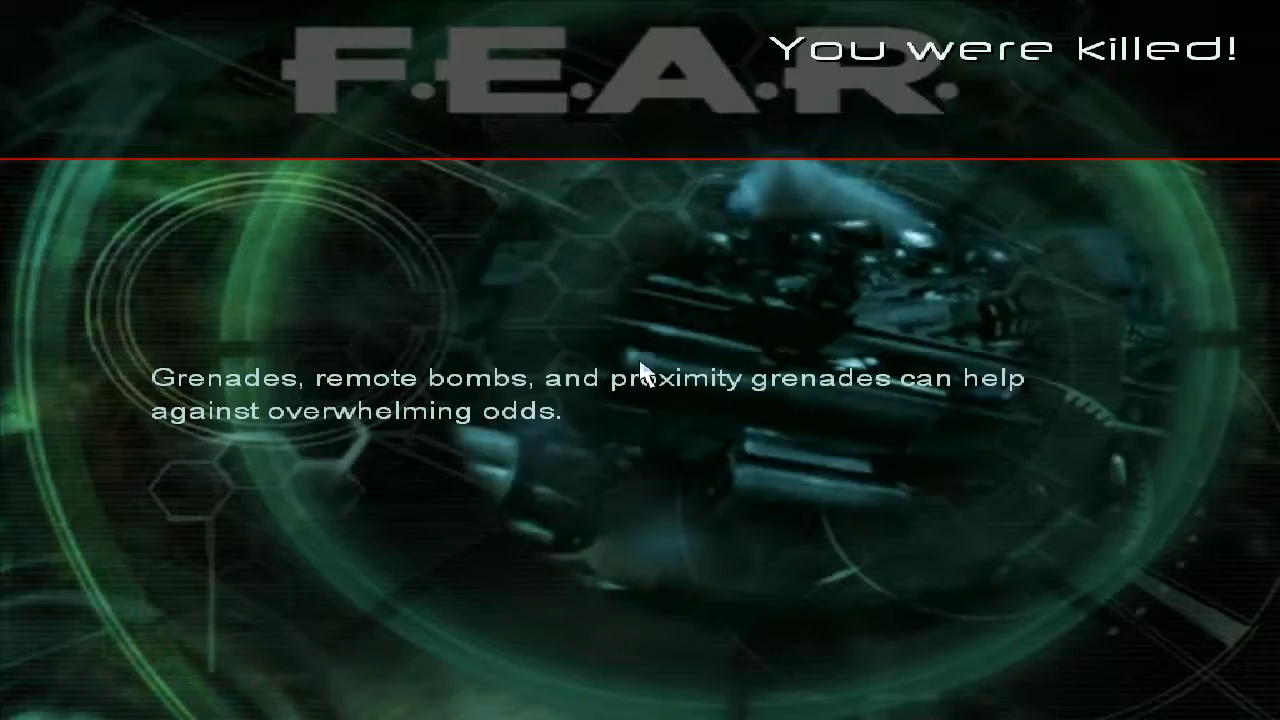 F.E.A.R.
You were killed!
Grenades, remote bombs, and proximity grenades can help
against overwhelming odds.